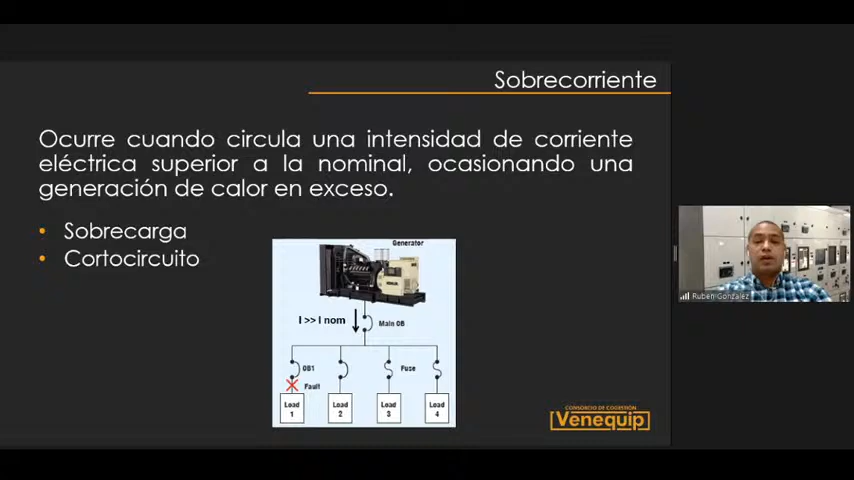 Sobrecorriente
Ocurre cuando circula una intensidad de corriente
eléctrica superior a la nominal, ocasionando una
generación de calor en exceso.
• Sobrecarga
• Cortocircuito
Generator
I >> I nom
Main CB
CB1
Fuse
Fault
Load 1
Load 2
Load 3
Load 4
CONSORCIO DE COGESTIÓN
Venequip
Ruben Gonzalez